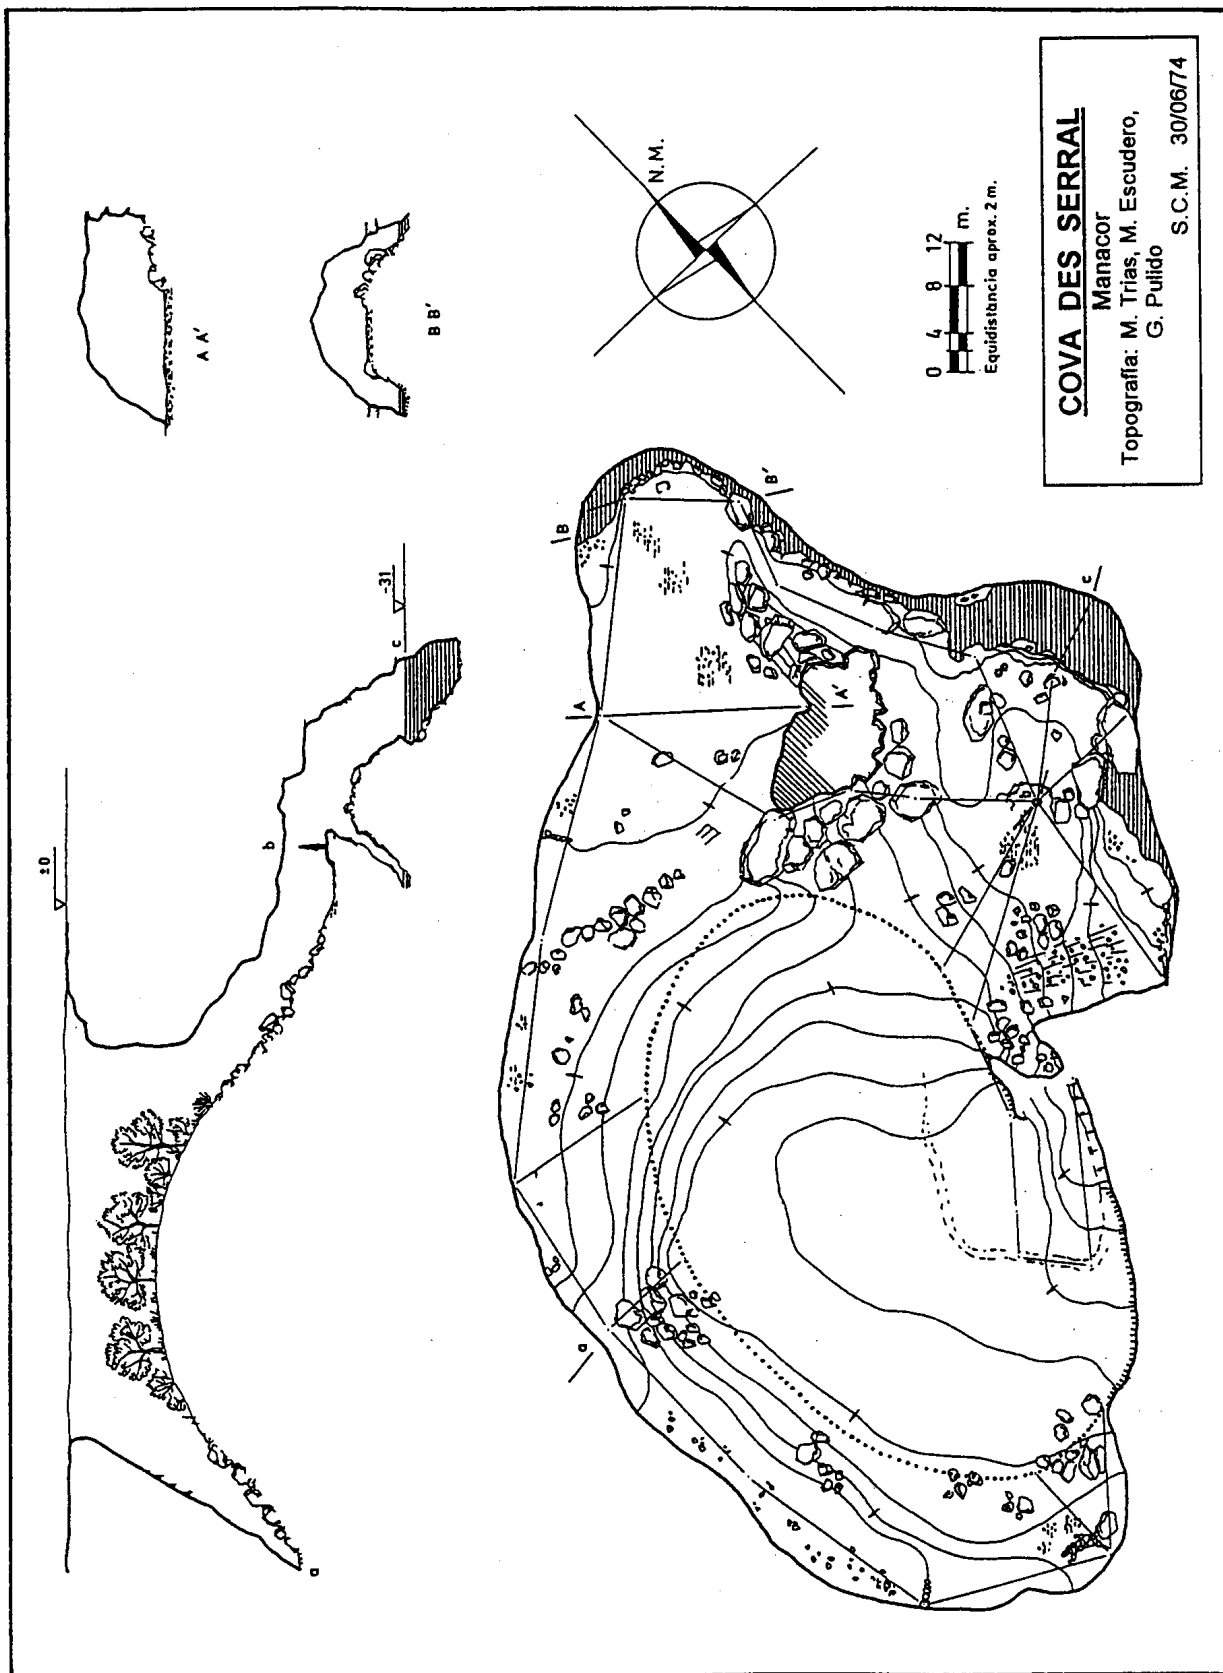 ±0
-31
a
b
c
A A'
B B'
N.M.
0 4 8 12 m.
Equidistància aprox. 2 m.
B
B'
A
A'
a
b
c
COVA DES SERRAL
Manacor
Topografía: M. Trias, M. Escudero,
G. Pulido
S.C.M. 30/06/74